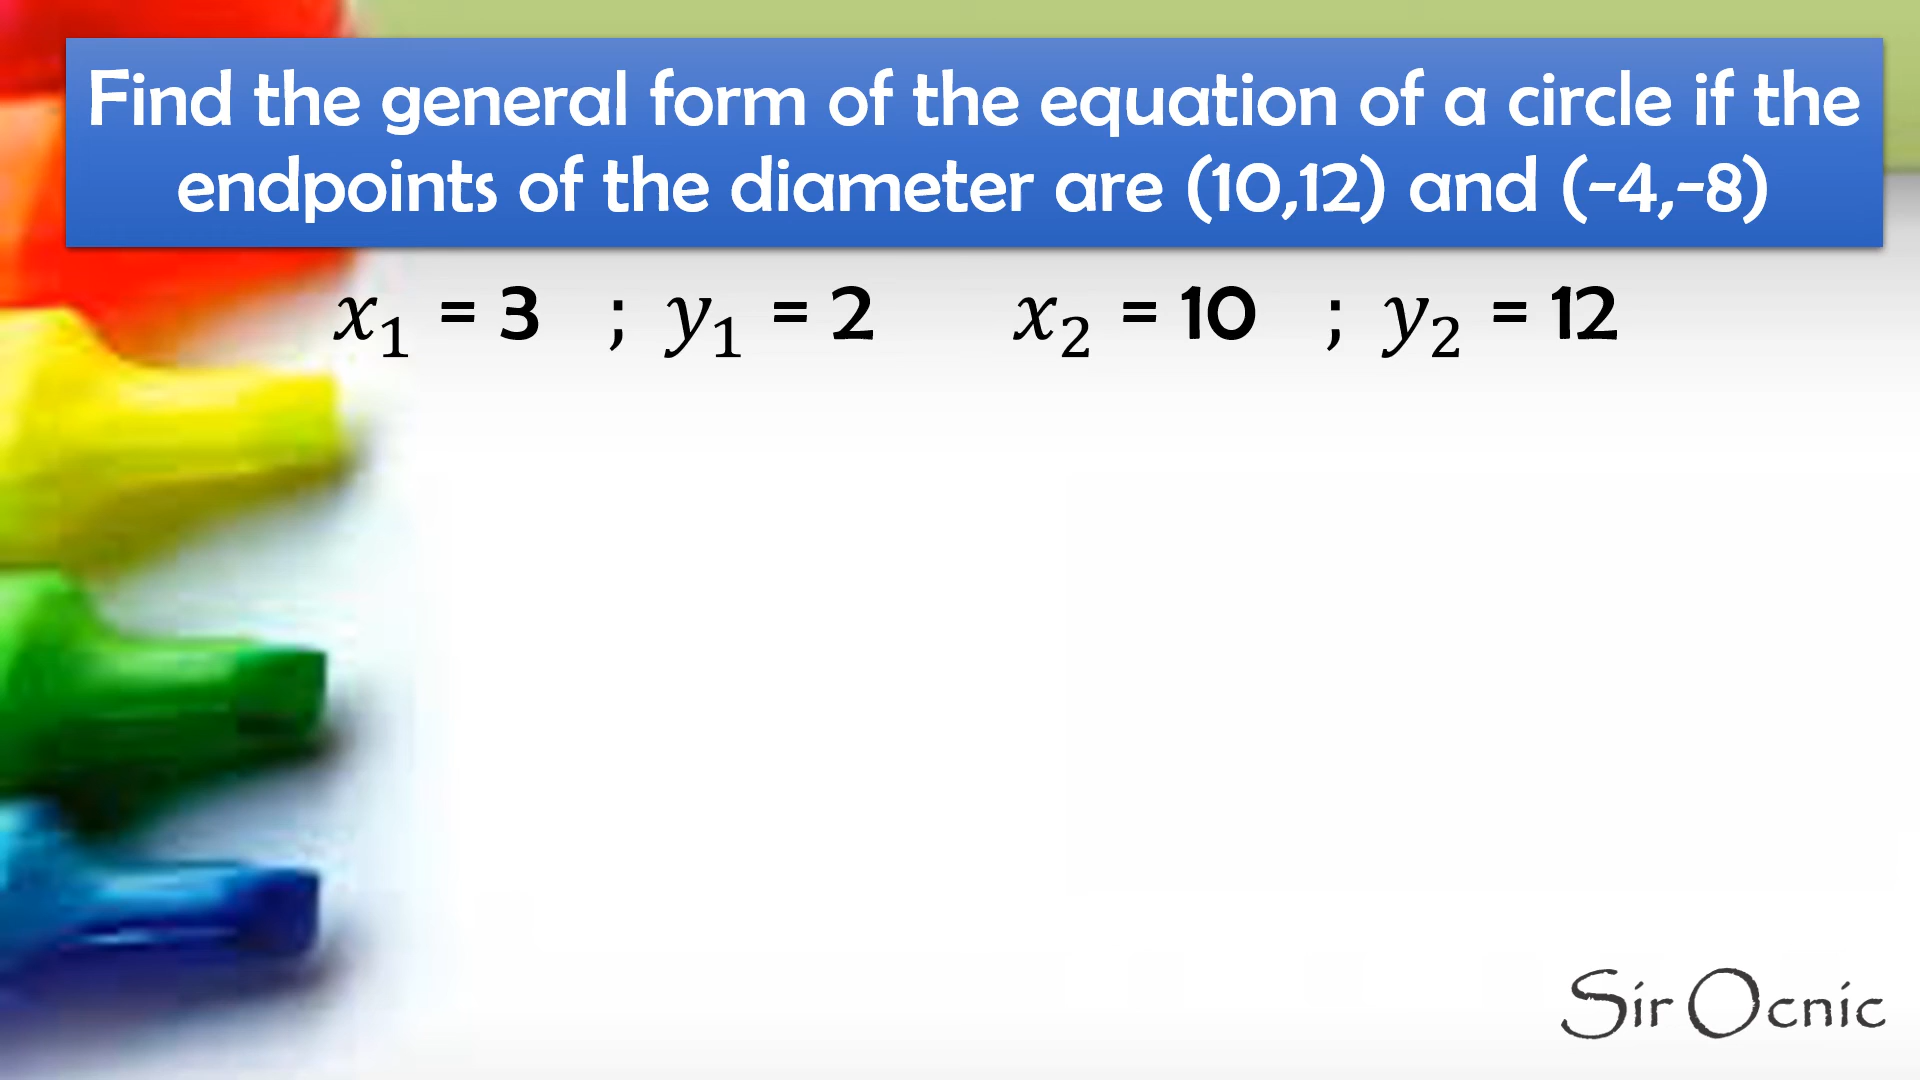 Find the general form of the equation of a circle if the
endpoints of the diameter are (10,12) and (-4,-8)
x₁ = 3 ; y₁ = 2 x₂ = 10 ; y₂ = 12
Sir Ocnic